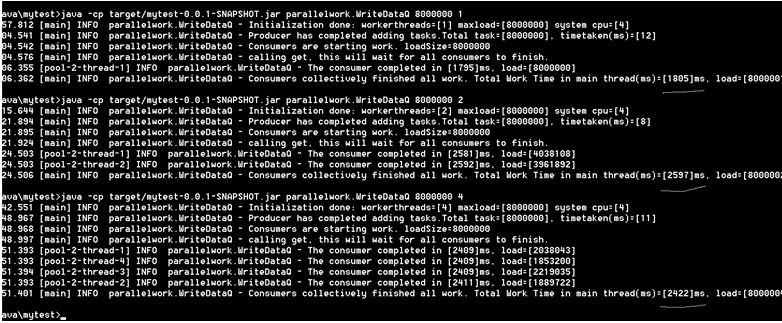 ava\mytest>java -cp target/mytest-0.0.1-SNAPSHOT.jar parallelwork.WriteDataQ 8000000 1
57.812 [main] INFO  parallelwork.WriteDataQ - Initialization done: workerthreads=[1] maxload=[8000000] system cpu=[4]
04.541 [main] INFO  parallelwork.WriteDataQ - Producer has completed adding tasks.Total task=[8000000], timetaken(ms)=[12]
04.542 [main] INFO  parallelwork.WriteDataQ - Consumers are starting work. loadSize=8000000
04.576 [main] INFO  parallelwork.WriteDataQ - calling get, this will wait for all consumers to finish.
06.355 [pool-2-thread-1] INFO  parallelwork.WriteDataQ - The consumer completed in [1795]ms, load=[8000000]
06.362 [main] INFO  parallelwork.WriteDataQ - Consumers collectively finished all work. Total Work Time in main thread(ms)=[1805]ms, load=[8000001
ava\mytest>java -cp target/mytest-0.0.1-SNAPSHOT.jar parallelwork.WriteDataQ 8000000 2
15.644 [main] INFO  parallelwork.WriteDataQ - Initialization done: workerthreads=[2] maxload=[8000000] system cpu=[4]
21.894 [main] INFO  parallelwork.WriteDataQ - Producer has completed adding tasks.Total task=[8000000], timetaken(ms)=[8]
21.895 [main] INFO  parallelwork.WriteDataQ - Consumers are starting work. loadSize=8000000
21.924 [main] INFO  parallelwork.WriteDataQ - calling get, this will wait for all consumers to finish.
24.503 [pool-2-thread-1] INFO  parallelwork.WriteDataQ - The consumer completed in [2581]ms, load=[4038108]
24.503 [pool-2-thread-2] INFO  parallelwork.WriteDataQ - The consumer completed in [2592]ms, load=[3961892]
24.506 [main] INFO  parallelwork.WriteDataQ - Consumers collectively finished all work. Total Work Time in main thread(ms)=[2597]ms, load=[8000002
ava\mytest>java -cp target/mytest-0.0.1-SNAPSHOT.jar parallelwork.WriteDataQ 8000000 4
42.551 [main] INFO  parallelwork.WriteDataQ - Initialization done: workerthreads=[4] maxload=[8000000] system cpu=[4]
48.967 [main] INFO  parallelwork.WriteDataQ - Producer has completed adding tasks.Total task=[8000000], timetaken(ms)=[11]
48.968 [main] INFO  parallelwork.WriteDataQ - Consumers are starting work. loadSize=8000000
48.997 [main] INFO  parallelwork.WriteDataQ - calling get, this will wait for all consumers to finish.
51.393 [pool-2-thread-1] INFO  parallelwork.WriteDataQ - The consumer completed in [2409]ms, load=[2038043]
51.393 [pool-2-thread-4] INFO  parallelwork.WriteDataQ - The consumer completed in [2409]ms, load=[1853200]
51.394 [pool-2-thread-3] INFO  parallelwork.WriteDataQ - The consumer completed in [2409]ms, load=[2219035]
51.393 [pool-2-thread-2] INFO  parallelwork.WriteDataQ - The consumer completed in [2411]ms, load=[1889722]
51.401 [main] INFO  parallelwork.WriteDataQ - Consumers collectively finished all work. Total Work Time in main thread(ms)=[2422]ms, load=[8000004
ava\mytest>_